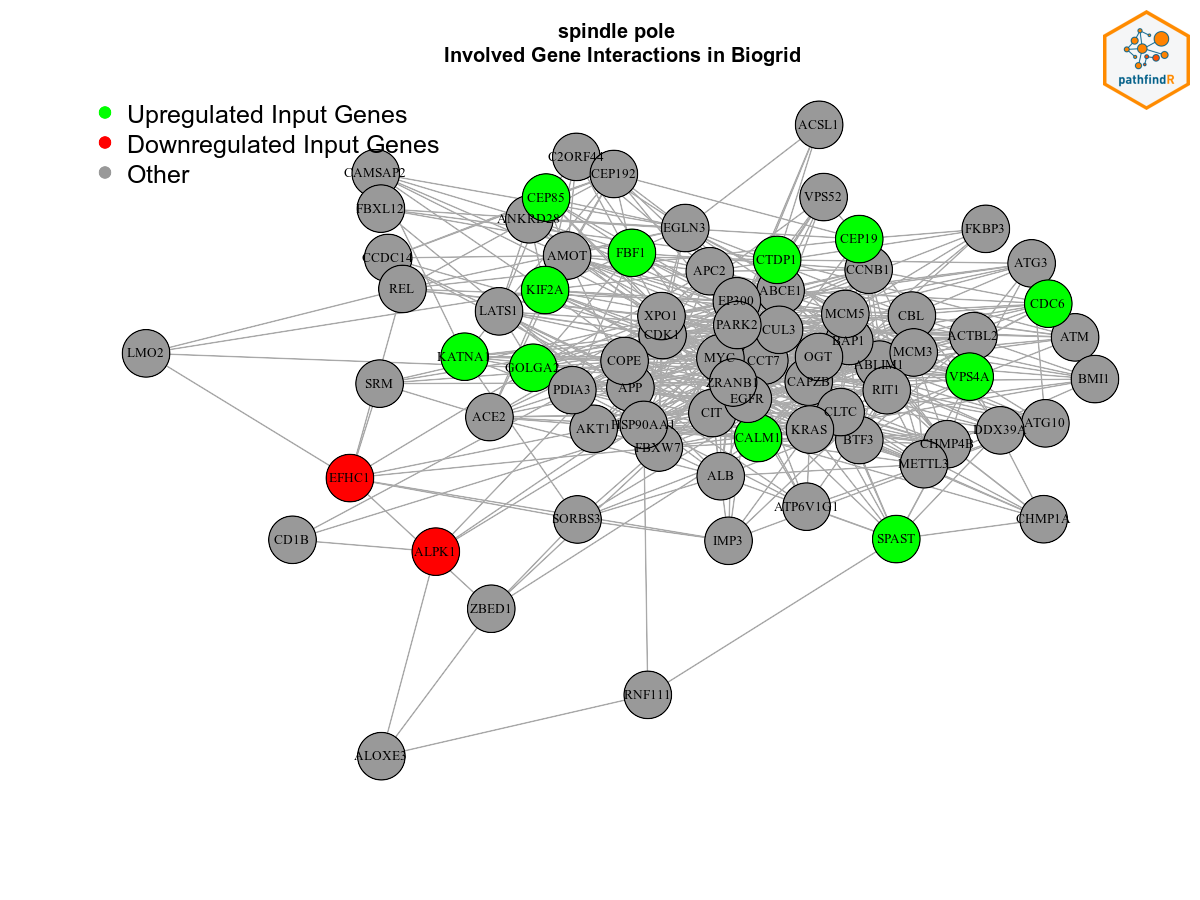 spindle pole
Involved Gene Interactions in Biogrid
pathfindR
Upregulated Input Genes
Downregulated Input Genes
Other
ACSL1
C2ORF44
CAMSAP2
CEP192
CEP85
VPS52
FBXL12
ANKRD28
EGLN3
FKBP3
CEP19
FBF1
AMOT
CCDC14
CTDP1
ATG3
APC2
CCNB1
REL
KIF2A
ABCE1
EP300
CDC6
LATS1
XPO1
MCM5
CBL
PARK2
CUL3
CDK1
ACTBL2
ATM
BAP1
LMO2
KATNA1
MCM3
MYC
OGT
COPE
CCT7
ABLIM1
GOLGA2
VPS4A
BMI1
SRM
ZRANB1
CAPZB
APP
PDIA3
RIT1
EGFR
ACE2
CIT
CLTC
ATG10
HSP90AA1
AKT1
KRAS
DDX39A
CALM1
BTF3
CHMP4B
FBXW7
METTL3
ALB
EFHC1
ATP6V1G1
SORBS3
CHMP1A
CD1B
IMP3
SPAST
ALPK1
ZBED1
RNF111
ALOXE3